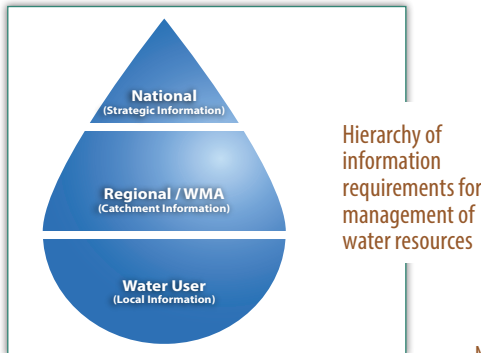 National
(Strategic Information)
Regional / WMA
(Catchment Information)
Water User
(Local Information)
Hierarchy of
information
requirements for
management of
water resources